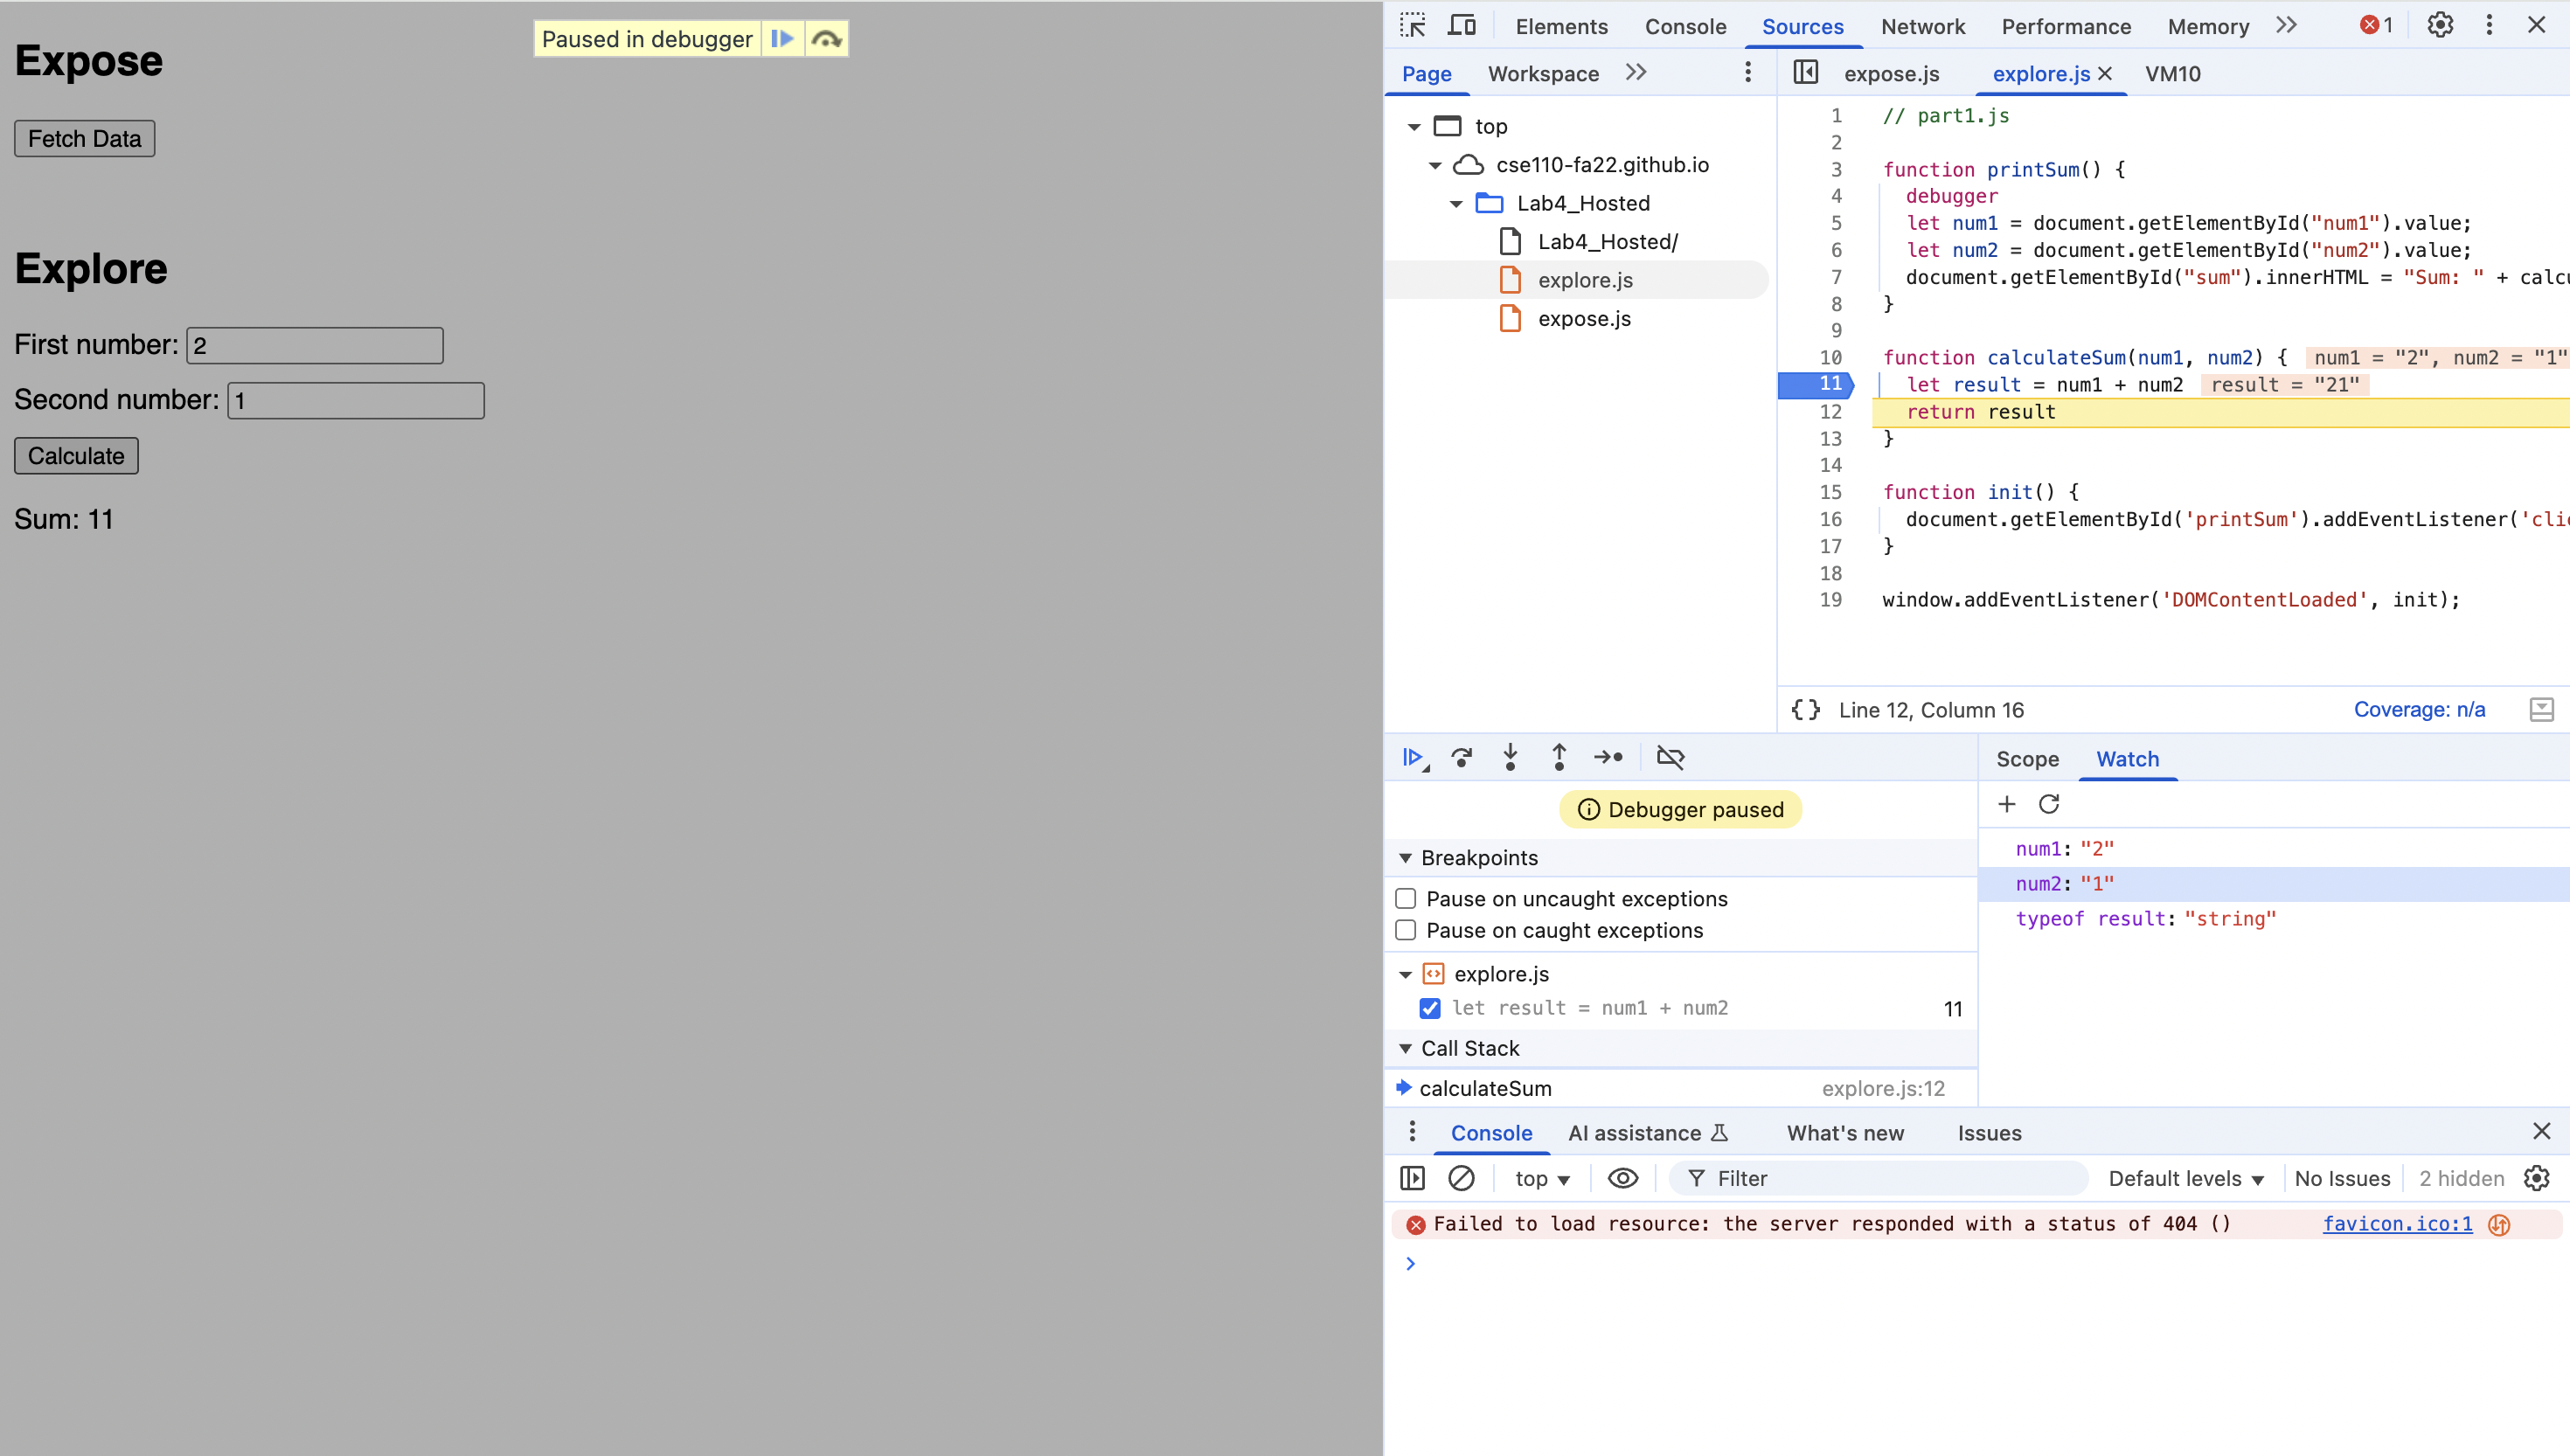 Paused in debugger
Expose
Fetch Data
Explore
First number: 2
Second number: 1
Calculate
Sum: 11
Elements Console Sources Network Performance Memory 1
Page Workspace
top
cse110-fa22.github.io
Lab4_Hosted
Lab4_Hosted/
explore.js
expose.js
expose.js explore.js VM10
1 // part1.js
2
3 function printSum() {
4 debugger
5 let num1 = document.getElementById("num1").value;
6 let num2 = document.getElementById("num2").value;
7 document.getElementById("sum").innerHTML = "Sum: " + calcu
8 }
9
10 function calculateSum(num1, num2) { num1 = "2", num2 = "1"
11 let result = num1 + num2 result = "21"
12 return result
13 }
14
15 function init() {
16 document.getElementById('printSum').addEventListener('clic
17 }
18
19 window.addEventListener('DOMContentLoaded', init);
{ } Line 12, Column 16 Coverage: n/a
Debugger paused
Breakpoints
Pause on uncaught exceptions
Pause on caught exceptions
explore.js
let result = num1 + num2 11
Call Stack
calculateSum explore.js:12
Scope Watch
num1: "2"
num2: "1"
typeof result: "string"
Console AI assistance What's new Issues
top Filter Default levels No Issues 2 hidden
Failed to load resource: the server responded with a status of 404 () favicon.ico:1